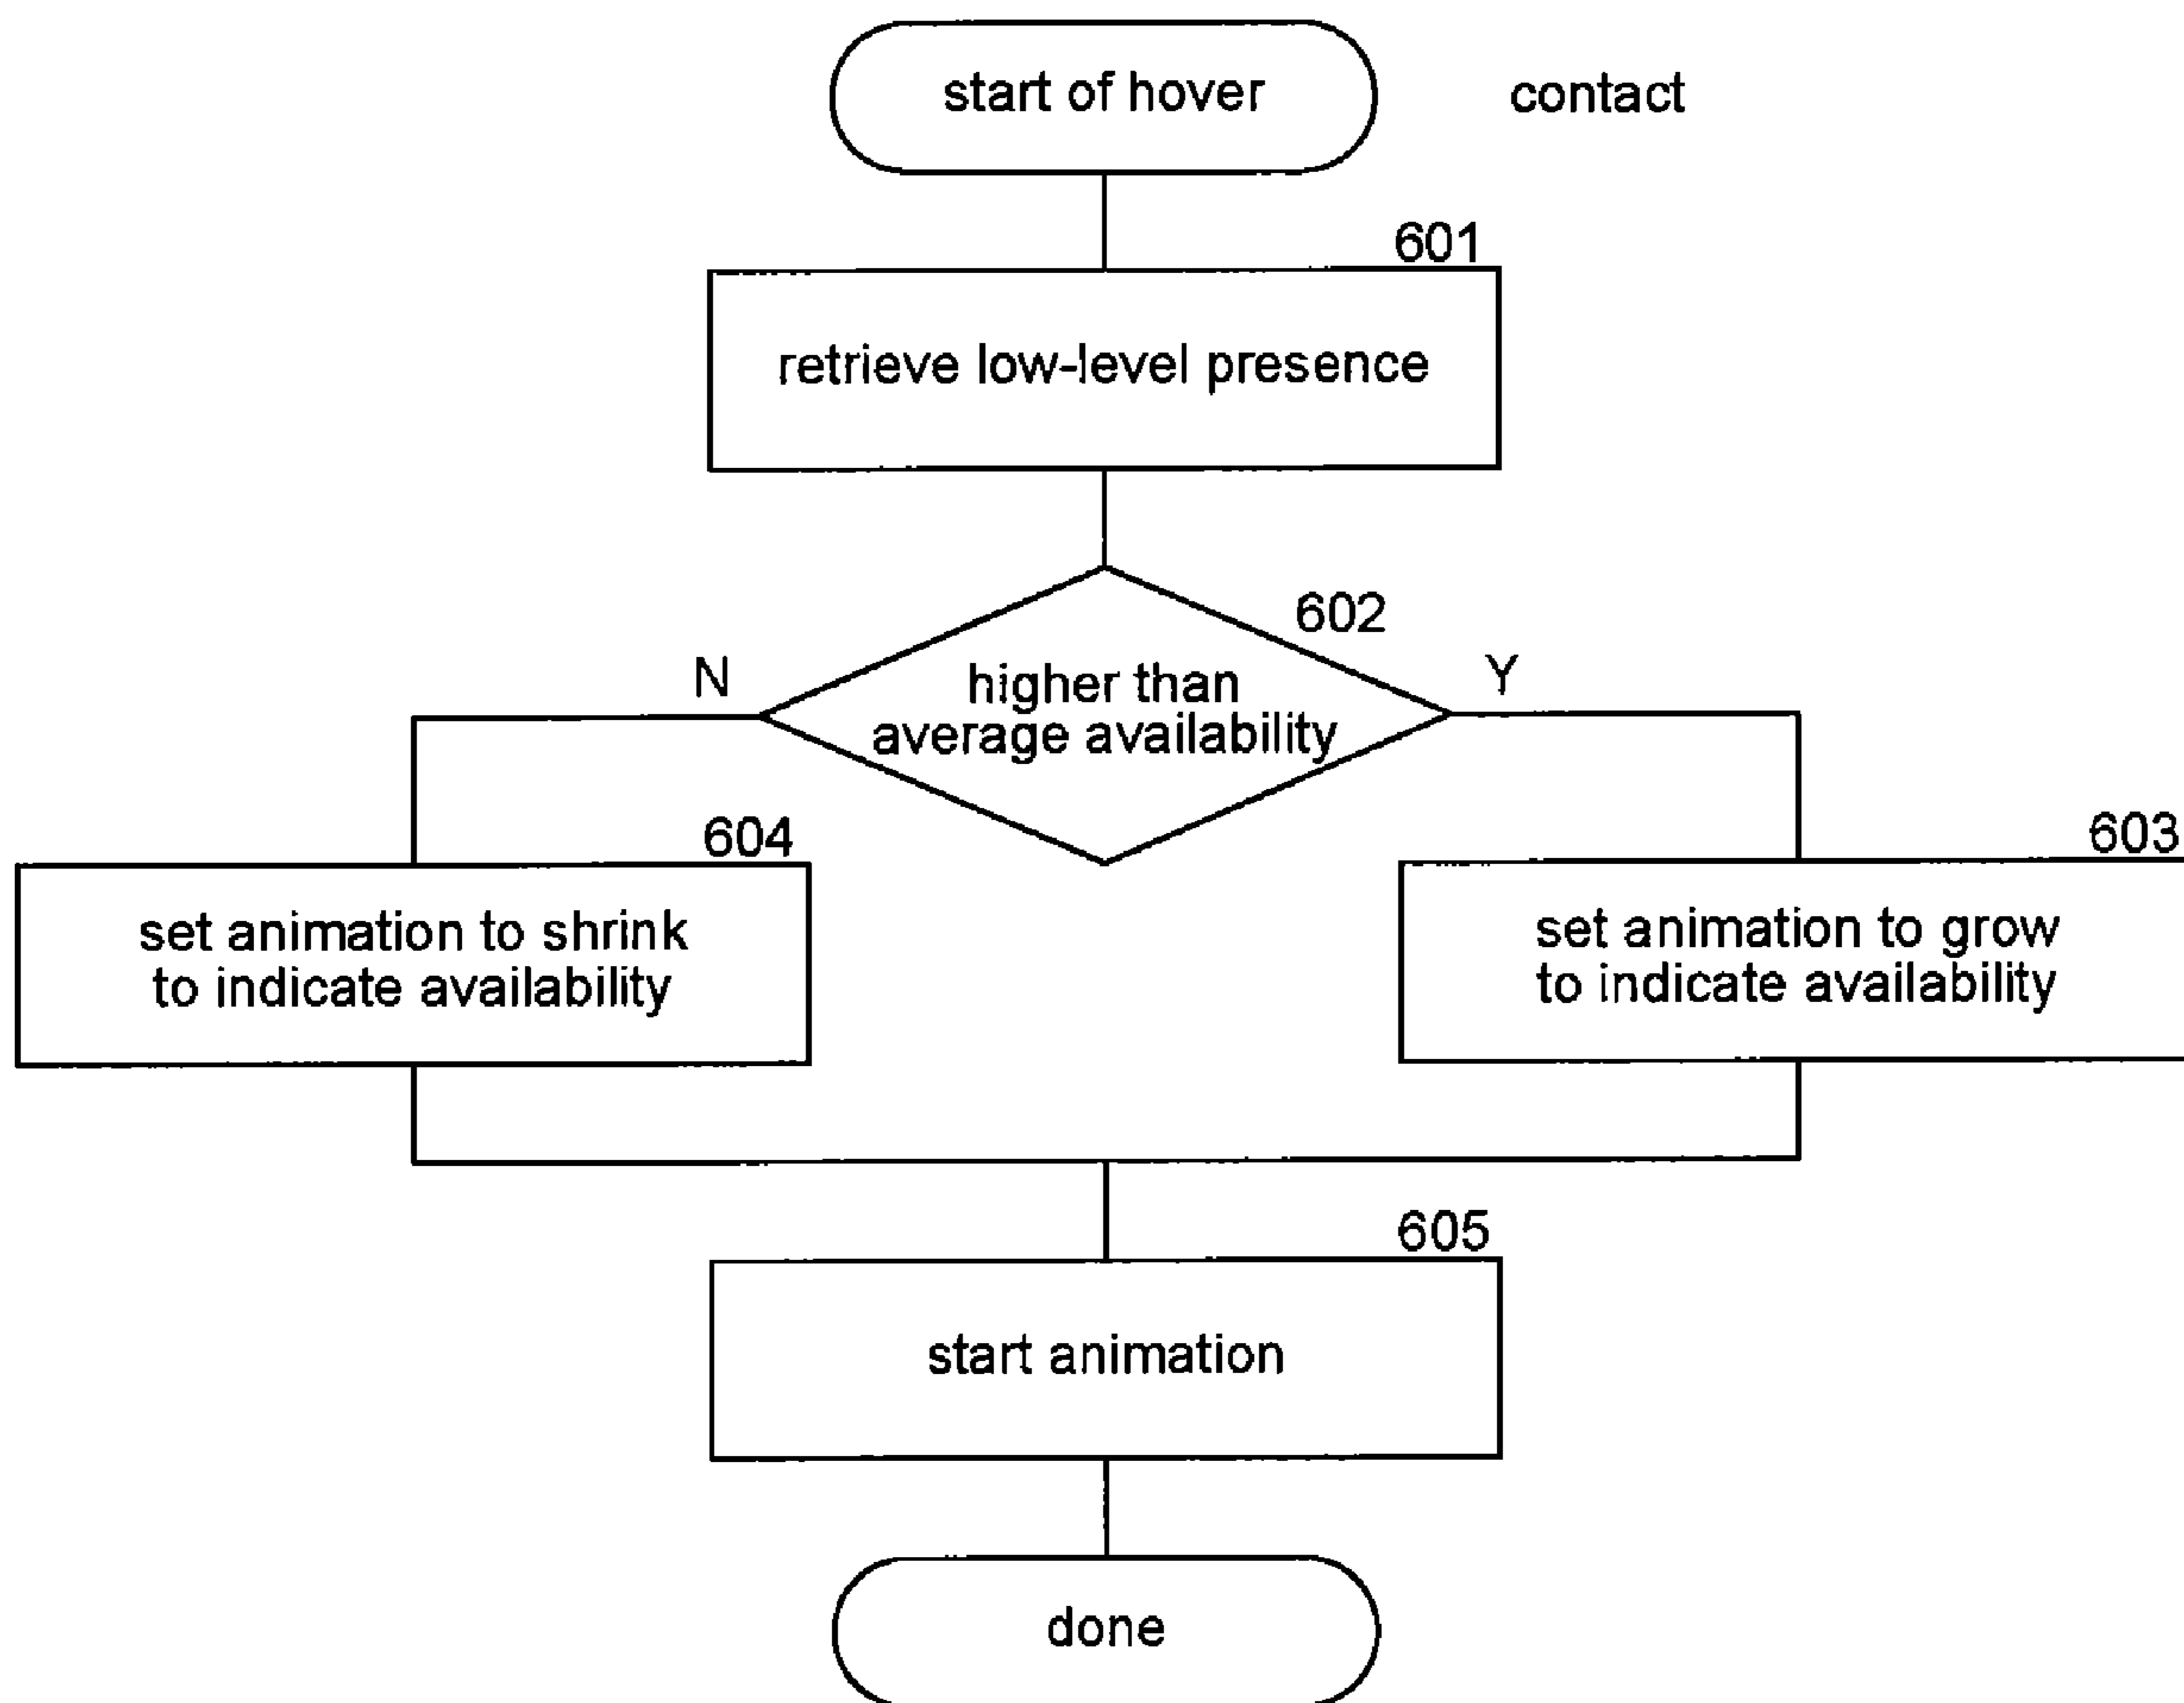 start of hover
contact
601
retrieve low-level presence
602
N
higher than
Y
average availability
604
603
set animation to shrink
to indicate availability
set animation to grow
to indicate availability
605
start animation
done